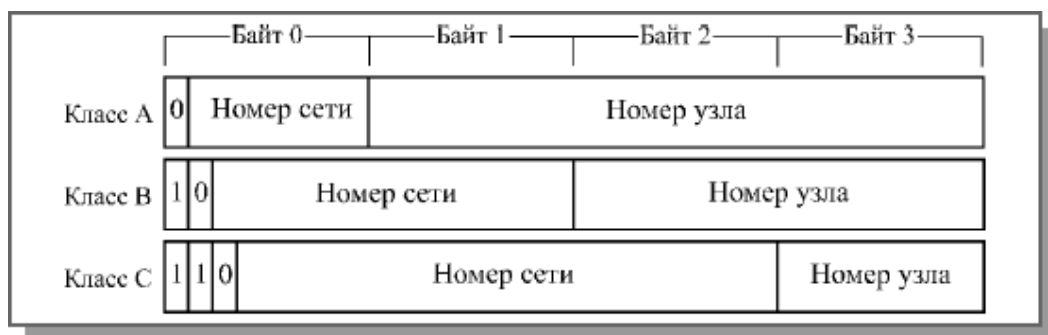 Байт 0 Байт 1 Байт 2 Байт 3
Класс A 0 Номер сети Номер узла
Класс B 1 0 Номер сети Номер узла
Класс C 1 1 0 Номер сети Номер узла